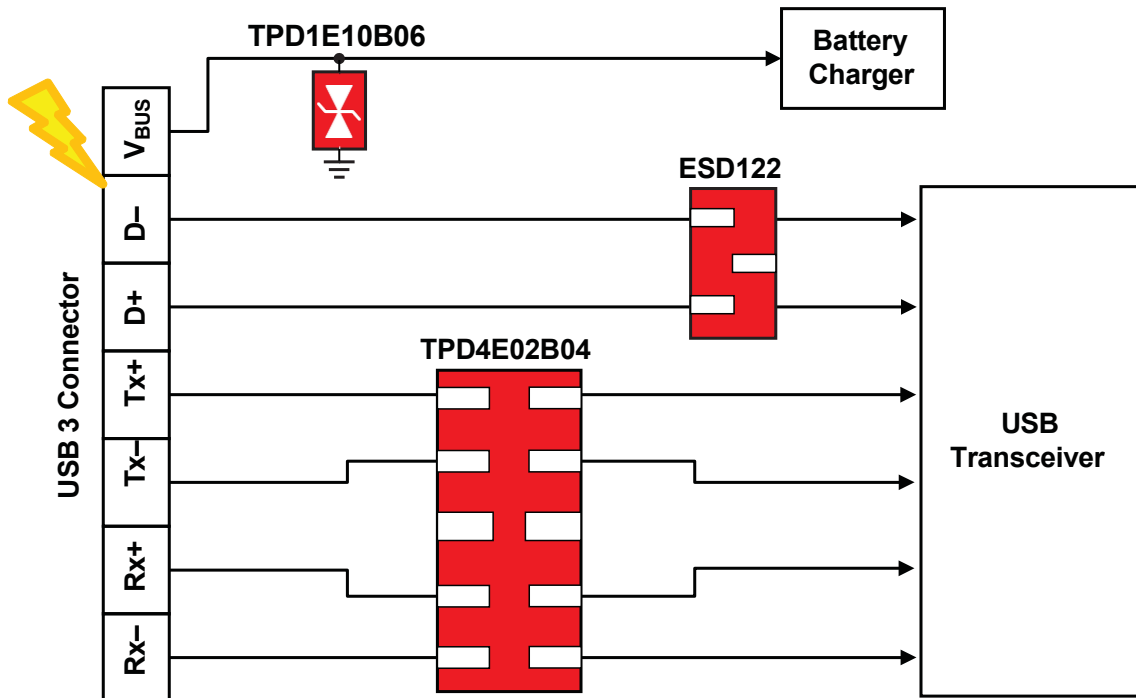 TPD1E10B06
Battery
Charger
VBUS
ESD122
D–
D+
TPD4E02B04
USB 3 Connector
Tx+
Tx–
Rx+
Rx–
USB
Transceiver